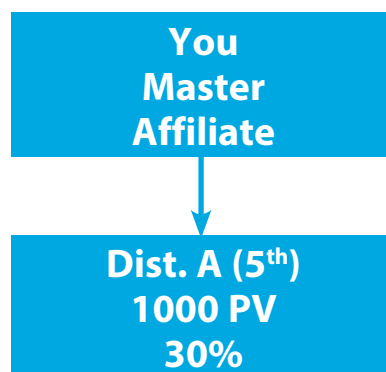 You
Master
Affiliate
Dist. A (5th)
1000 PV
30%